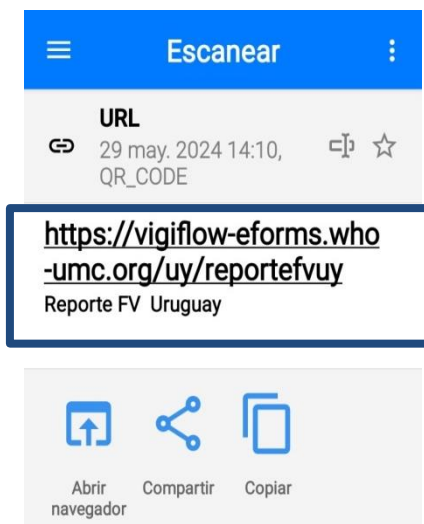 Escanear
URL
29 may. 2024 14:10,
QR_CODE
https://vigiflow-eforms.who
-umc.org/uy/reportefvuy
Reporte FV Uruguay
Abrir
navegador
Compartir
Copiar